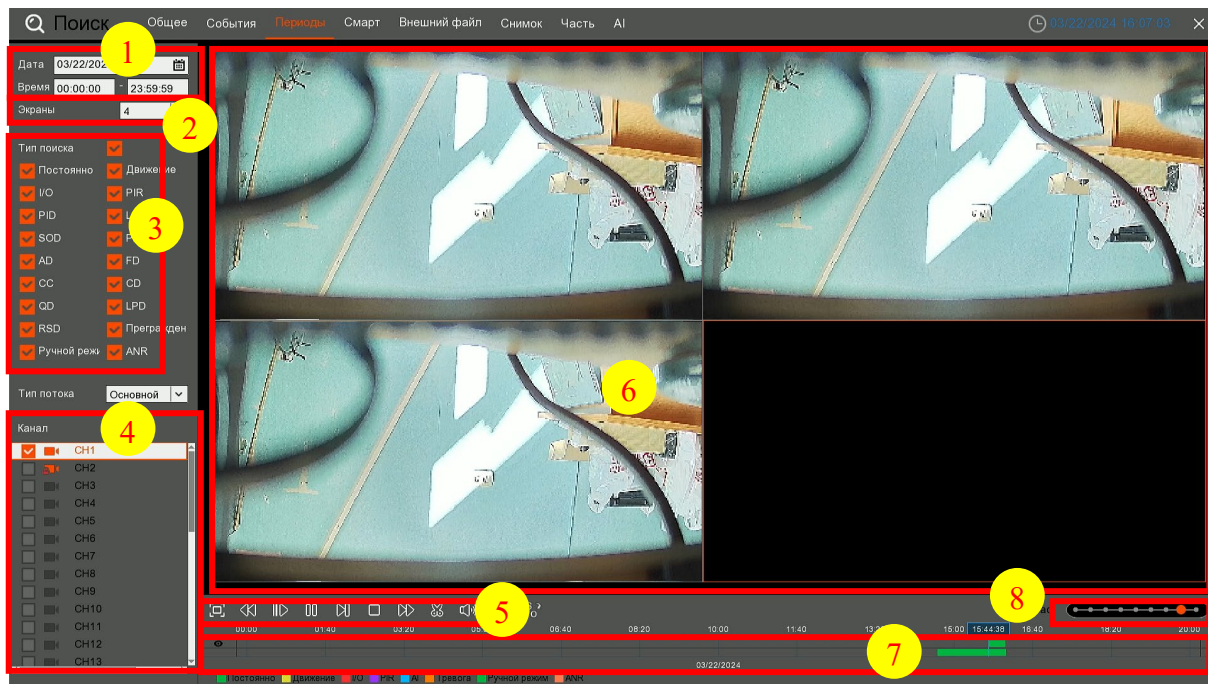 Поиск Общее События Периоды Смарт Внешний файл Снимок Часть AI 03/22/2024 16:07:03
1
Дата 03/22/202
Время 00:00:00 - 23:59:59
Экраны 4
2
Тип поиска
Постоянно Движение
I/O PIR
PID
3
SOD
AD FD
CC CD
QD LPD
RSD Прегражден
Ручной режи ANR
Тип потока Основной
4
Канал
CH1
CH2
CH3
CH4
CH5
CH6
CH7
CH8
CH9
CH10
CH11
CH12
CH13
6
5
8
00:00 01:40 03:20 06:40 08:20 10:00 11:40 15:00 15:44:38 16:40 18:20 20:00
7
03/22/2024
Постоянно Движение I/O PIR AI Тревога Ручной режим ANR